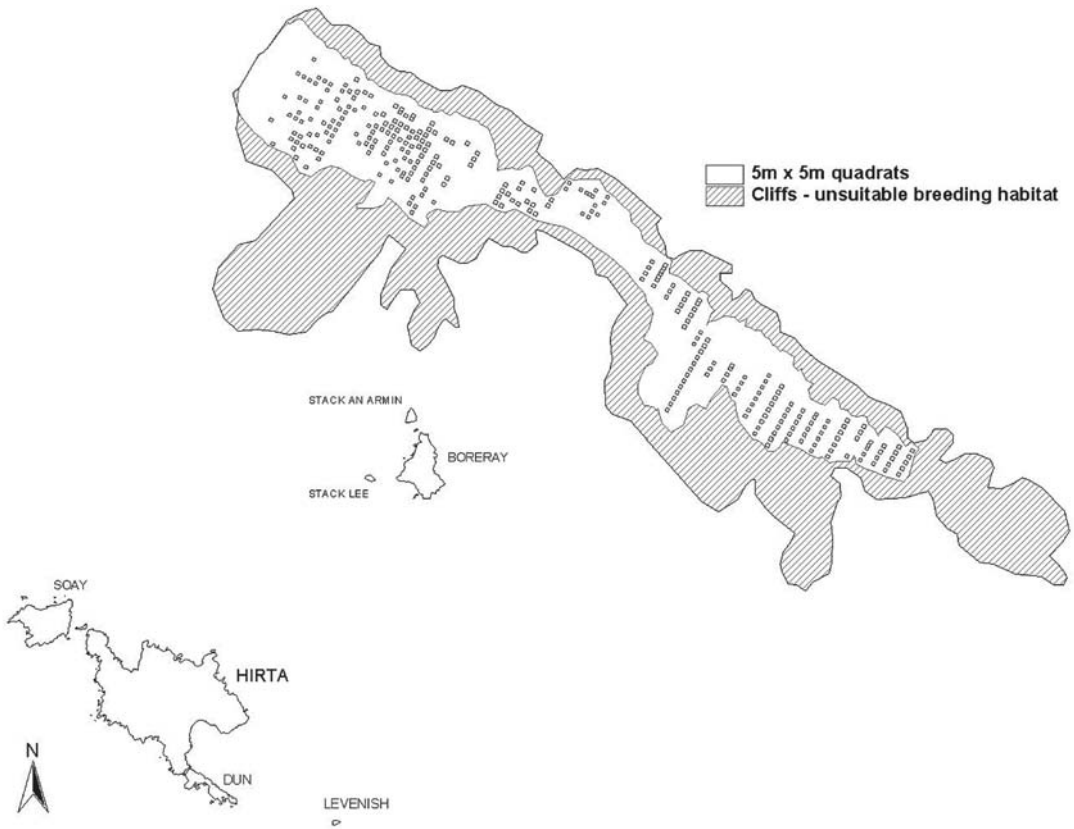 5m x 5m quadrats
Cliffs - unsuitable breeding habitat
STACK AN ARMIN
BORERAY
STACK LEE
SOAY
HIRTA
N
DUN
LEVENISH